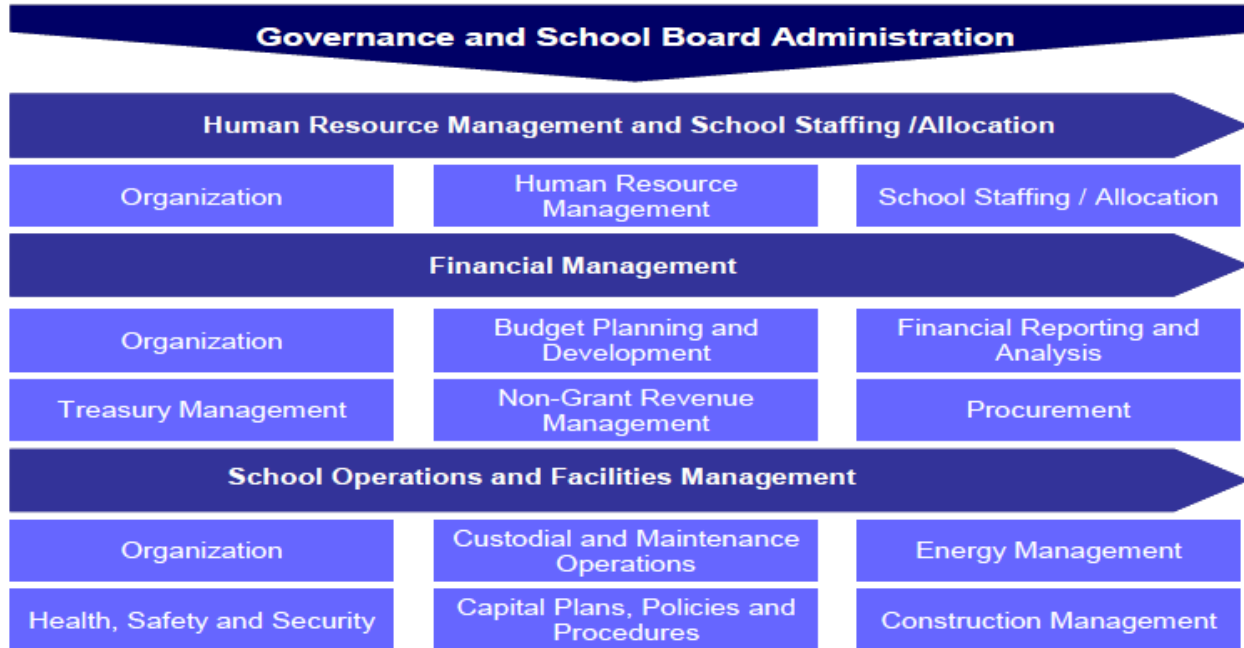 Governance and School Board Administration
Human Resource Management and School Staffing /Allocation
Organization
Human Resource
Management
School Staffing / Allocation
Financial Management
Organization
Budget Planning and
Development
Financial Reporting and
Analysis
Treasury Management
Non-Grant Revenue
Management
Procurement
School Operations and Facilities Management
Organization
Custodial and Maintenance
Operations
Energy Management
Health, Safety and Security
Capital Plans, Policies and
Procedures
Construction Management